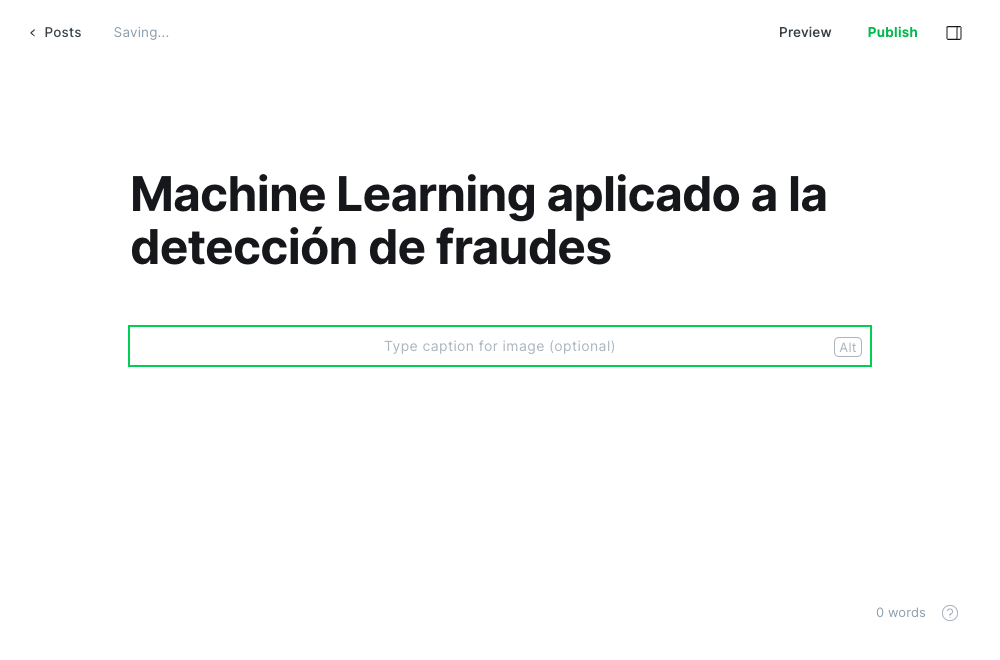 Posts
Saving...
Preview
Publish
Machine Learning aplicado a la
detección de fraudes
Type caption for image (optional)
Alt
0 words
?